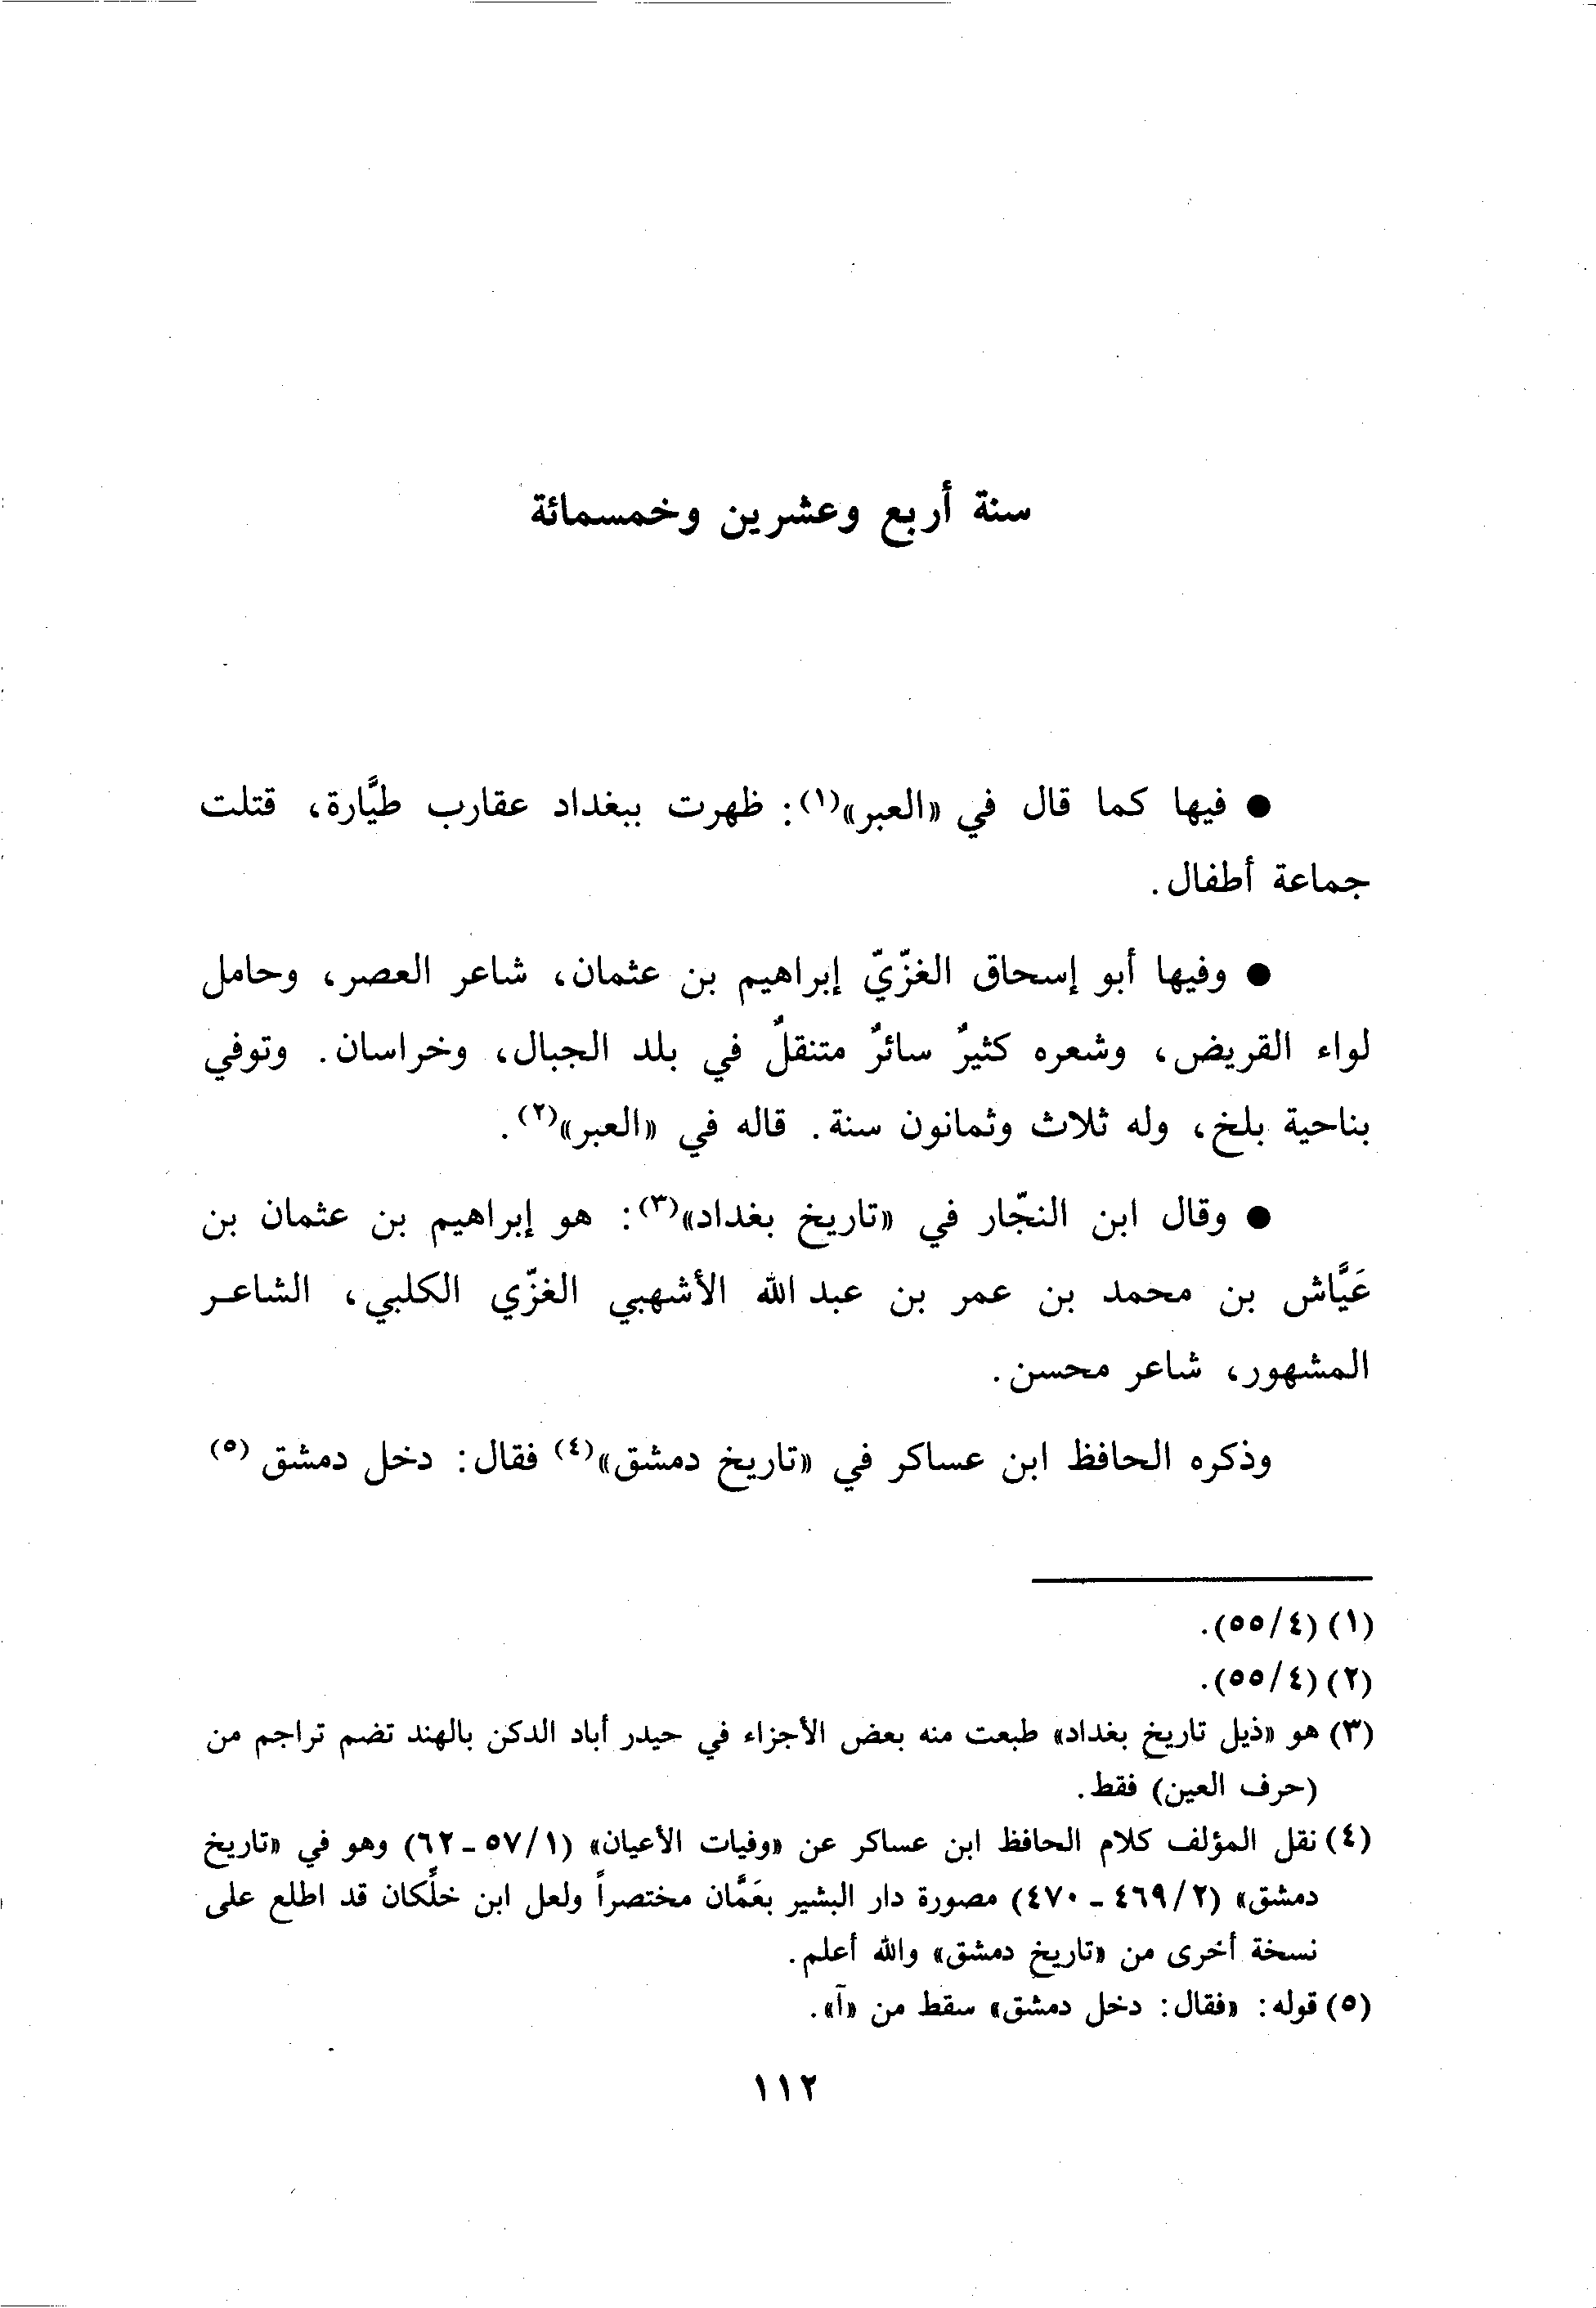 سنة أربع وعشرين وخمسمائة
● فيها كما قال في «العبر»(١): ظهرت ببغداد عقارب طيَّارة، قتلت
جماعة أطفال.
● وفيها أبو إسحاق الغزّيّ إبراهيم بن عثمان، شاعر العصر، وحامل
لواء القريض، وشعره كثيرٌ سائرٌ متنقلٌ في بلد الجبال، وخراسان. وتوفي
بناحية بلخ، وله ثلاث وثمانون سنة. قاله في «العبر»(٢).
● وقال ابن النجّار في «تاريخ بغداد»(٣): هو إبراهيم بن عثمان بن
عَيَّاش بن محمد بن عمر بن عبد الله الأشهبي الغزّي الكلبي، الشاعـر
المشهور، شاعر محسن.
وذكره الحافظ ابن عساكر في «تاريخ دمشق»(٤) فقال: دخل دمشق (٥)
(١) (٤/٥٥).
(٢) (٤/٥٥).
(٣) هو «ذيل تاريخ بغداد» طبعت منه بعض الأجزاء في حيدر أباد الدكن بالهند تضم تراجم من
(حرف العين) فقط.
(٤) نقل المؤلف كلام الحافظ ابن عساكر عن «وفيات الأعيان» (١/٥٧ - ٦٢) وهو في «تاريخ
دمشق» (٢/٤٦٩ - ٤٧٠) مصورة دار البشير بعَمَّان مختصراً ولعل ابن خلّكان قد اطلع على
نسخة أخرى من «تاريخ دمشق» والله أعلم.
(٥) قوله: «فقال: دخل دمشق» سقط من «آ».
١١٢